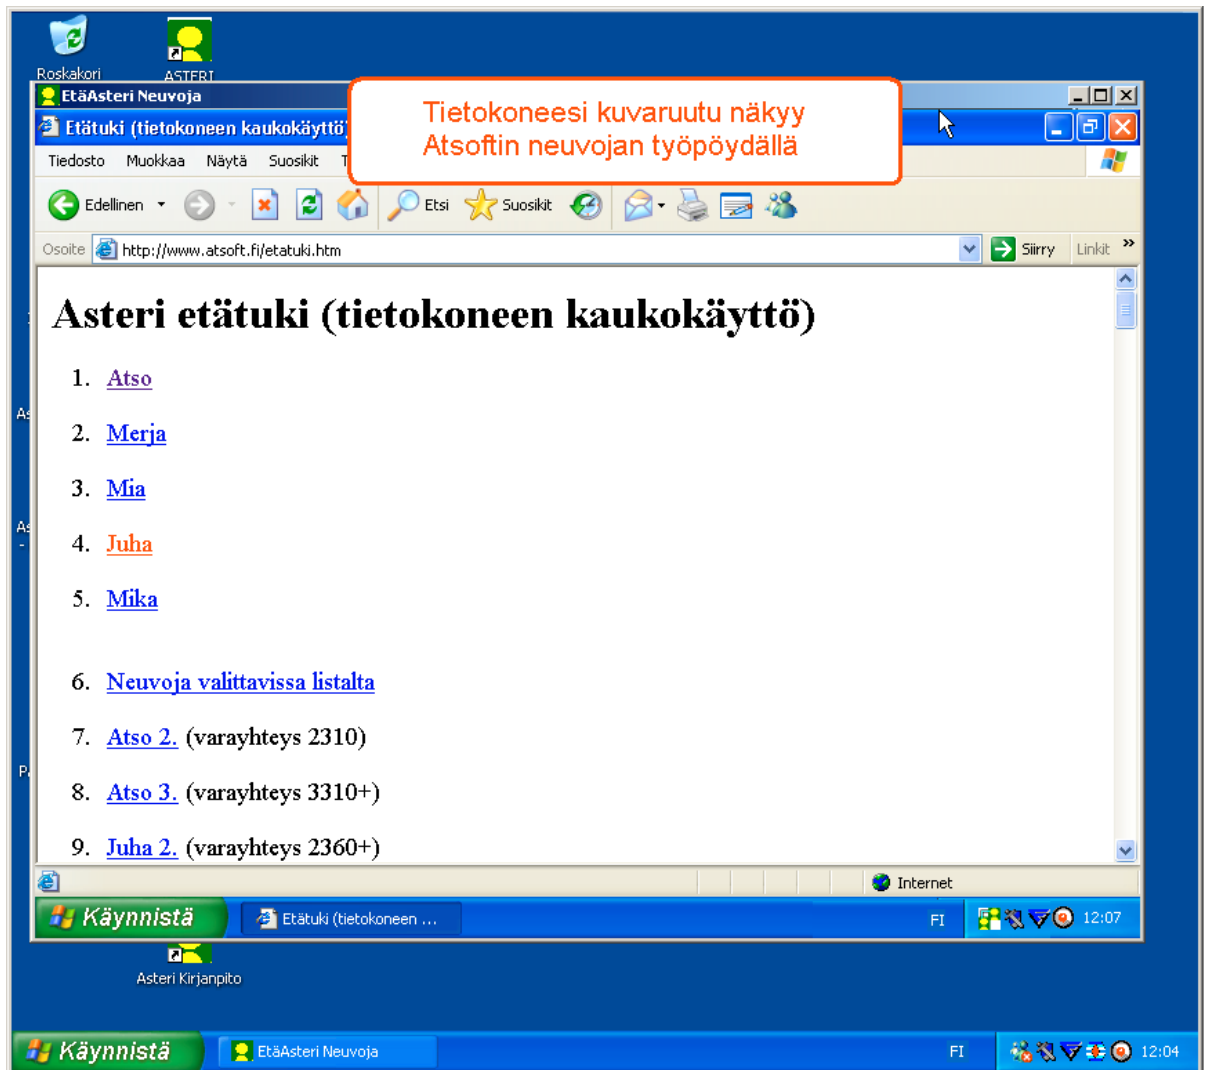 Roskakori
ASTERI
EtäAsteri Neuvoja
Tietokoneesi kuvaruutu näkyy
Atsoftin neuvojan työpöydällä
Etätuki (tietokoneen kaukokäyttö)
Tiedosto Muokkaa Näytä Suosikit T
Edellinen Etsi Suosikit
Osoite http://www.atsoft.fi/etatuki.htm Siirry Linkit »
Asteri etätuki (tietokoneen kaukokäyttö)
1. Atso
2. Merja
3. Mia
4. Juha
5. Mika
6. Neuvoja valittavissa listalta
7. Atso 2. (varayhteys 2310)
8. Atso 3. (varayhteys 3310+)
9. Juha 2. (varayhteys 2360+)
Internet
Käynnistä Etätuki (tietokoneen ... FI 12:07
Asteri Kirjanpito
Käynnistä EtäAsteri Neuvoja FI 12:04